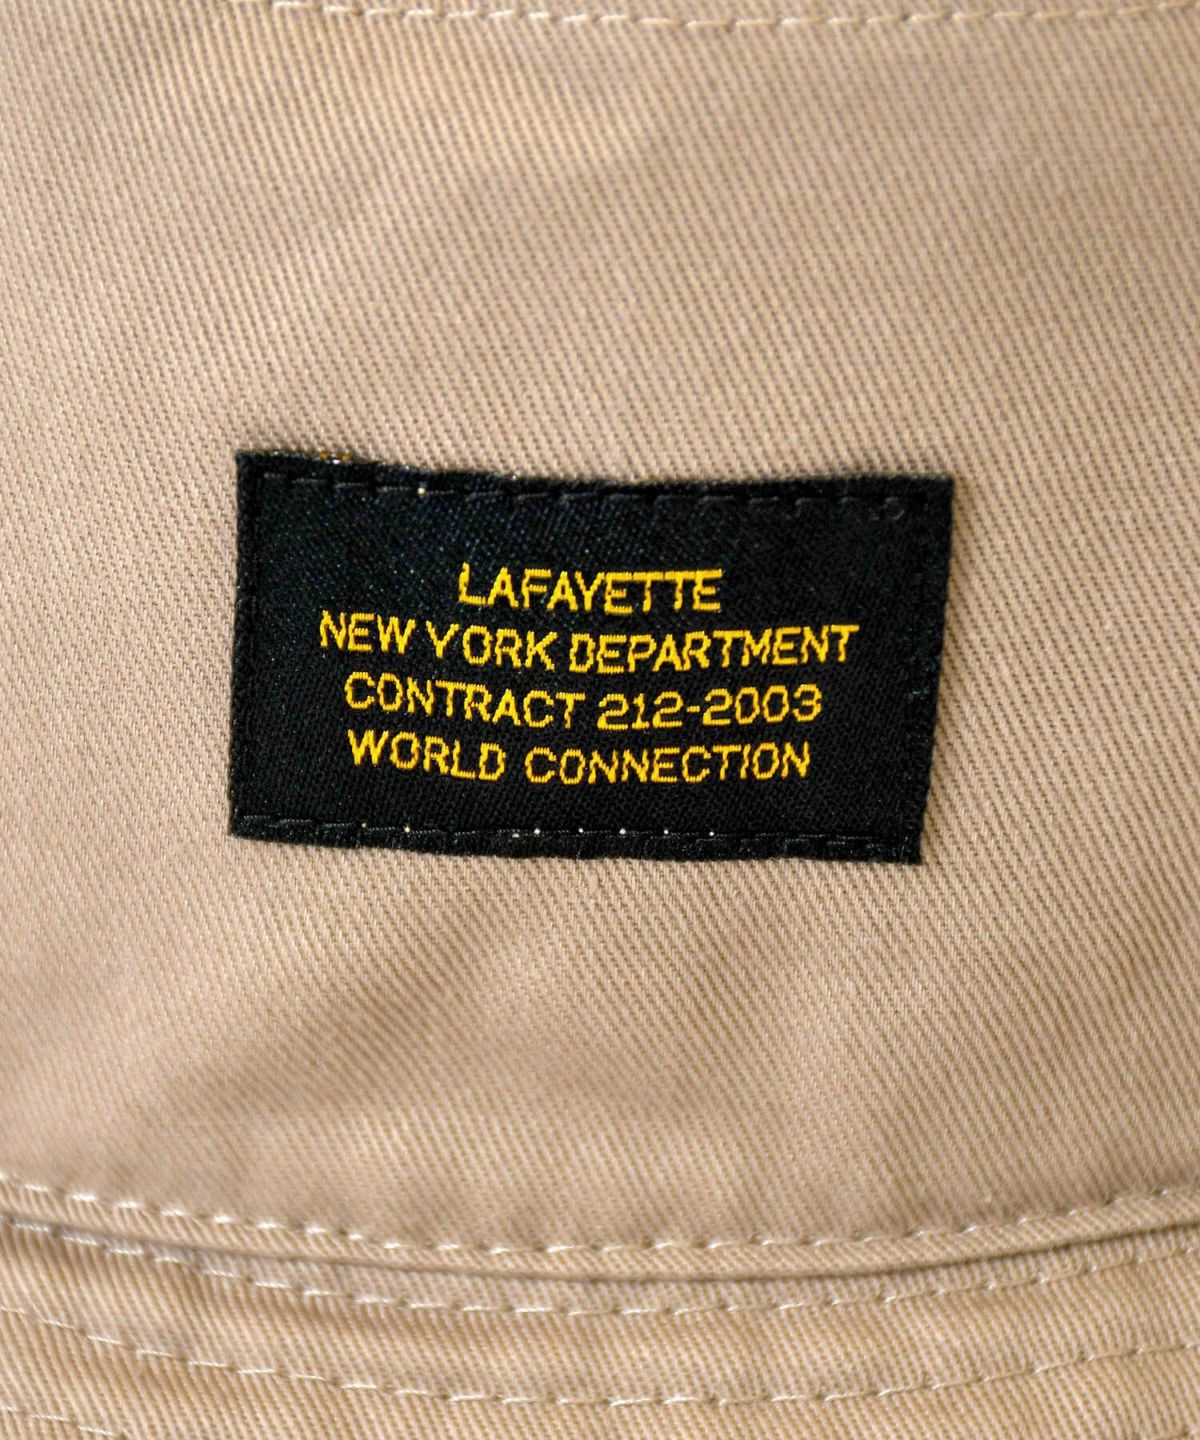 LAFAYETTE
NEW YORK DEPARTMENT
CONTRACT 212-2003
WORLD CONNECTION